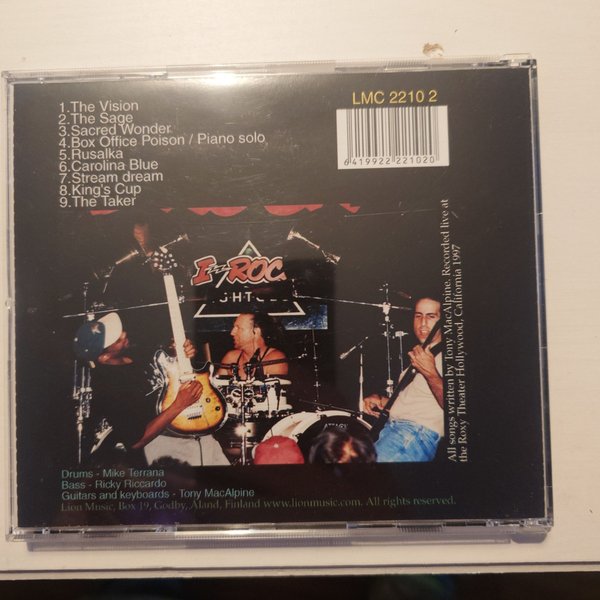 1.The Vision
2.The Sage
3.Sacred Wonder
4.Box Office Poison / Piano solo
5.Rusalka
6.Carolina Blue
7.Stream dream
8.King's Cup
9.The Taker
LMC 2210 2
6419922 221020
All songs written by Tony MacAlpine. Recorded live at
the Roxy Theater Hollywood, California 1997
Drums - Mike Terrana
Bass - Ricky Riccardo
Guitars and keyboards - Tony MacAlpine
Lion Music, Box 19, Godby, Aland, Finland www.lionmusic.com. All rights reserved.